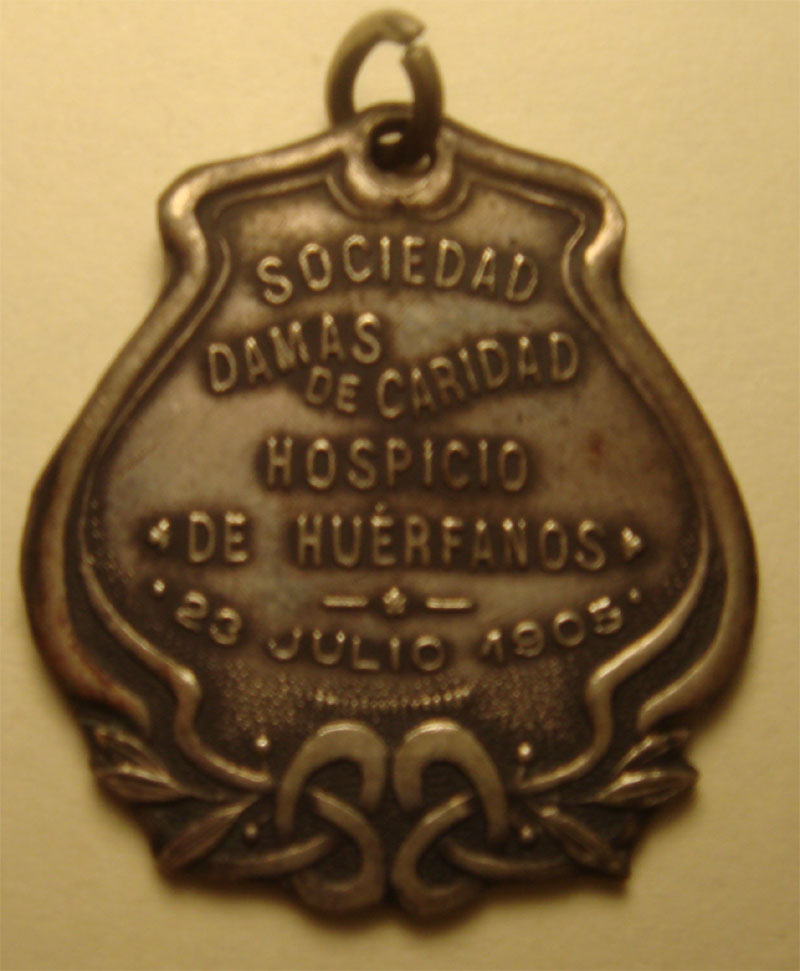 SOCIEDAD
DAMAS
DE CARIDAD
HOSPICIO
DE HUÉRFANOS
23 JULIO 1905